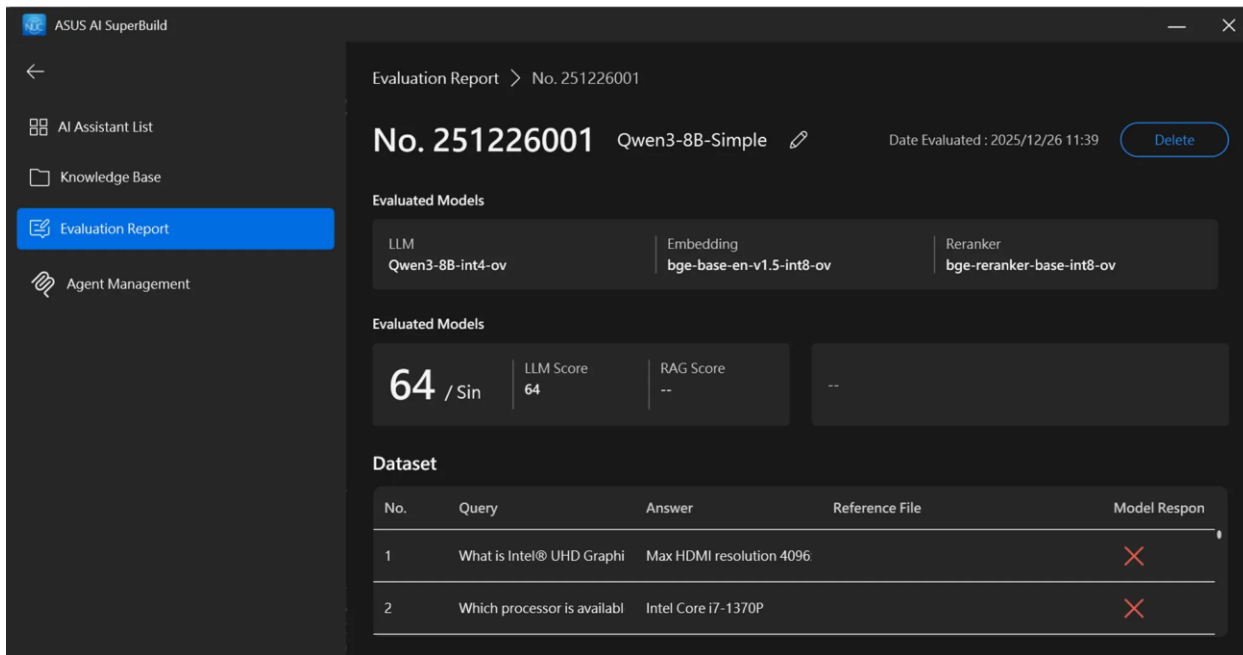 ASUS AI SuperBuild
AI Assistant List
Knowledge Base
Evaluation Report
Agent Management
Evaluation Report > No. 251226001
No. 251226001 Qwen3-8B-Simple Date Evaluated : 2025/12/26 11:39 Delete
Evaluated Models
LLM Embedding Reranker
Qwen3-8B-int4-ov bge-base-en-v1.5-int8-ov bge-reranker-base-int8-ov
Evaluated Models
64 / Sin LLM Score RAG Score
64 -- --
Dataset
No. Query Answer Reference File Model Respon
1 What is Intel® UHD Graphi Max HDMI resolution 4096
2 Which processor is availabl Intel Core i7-1370P